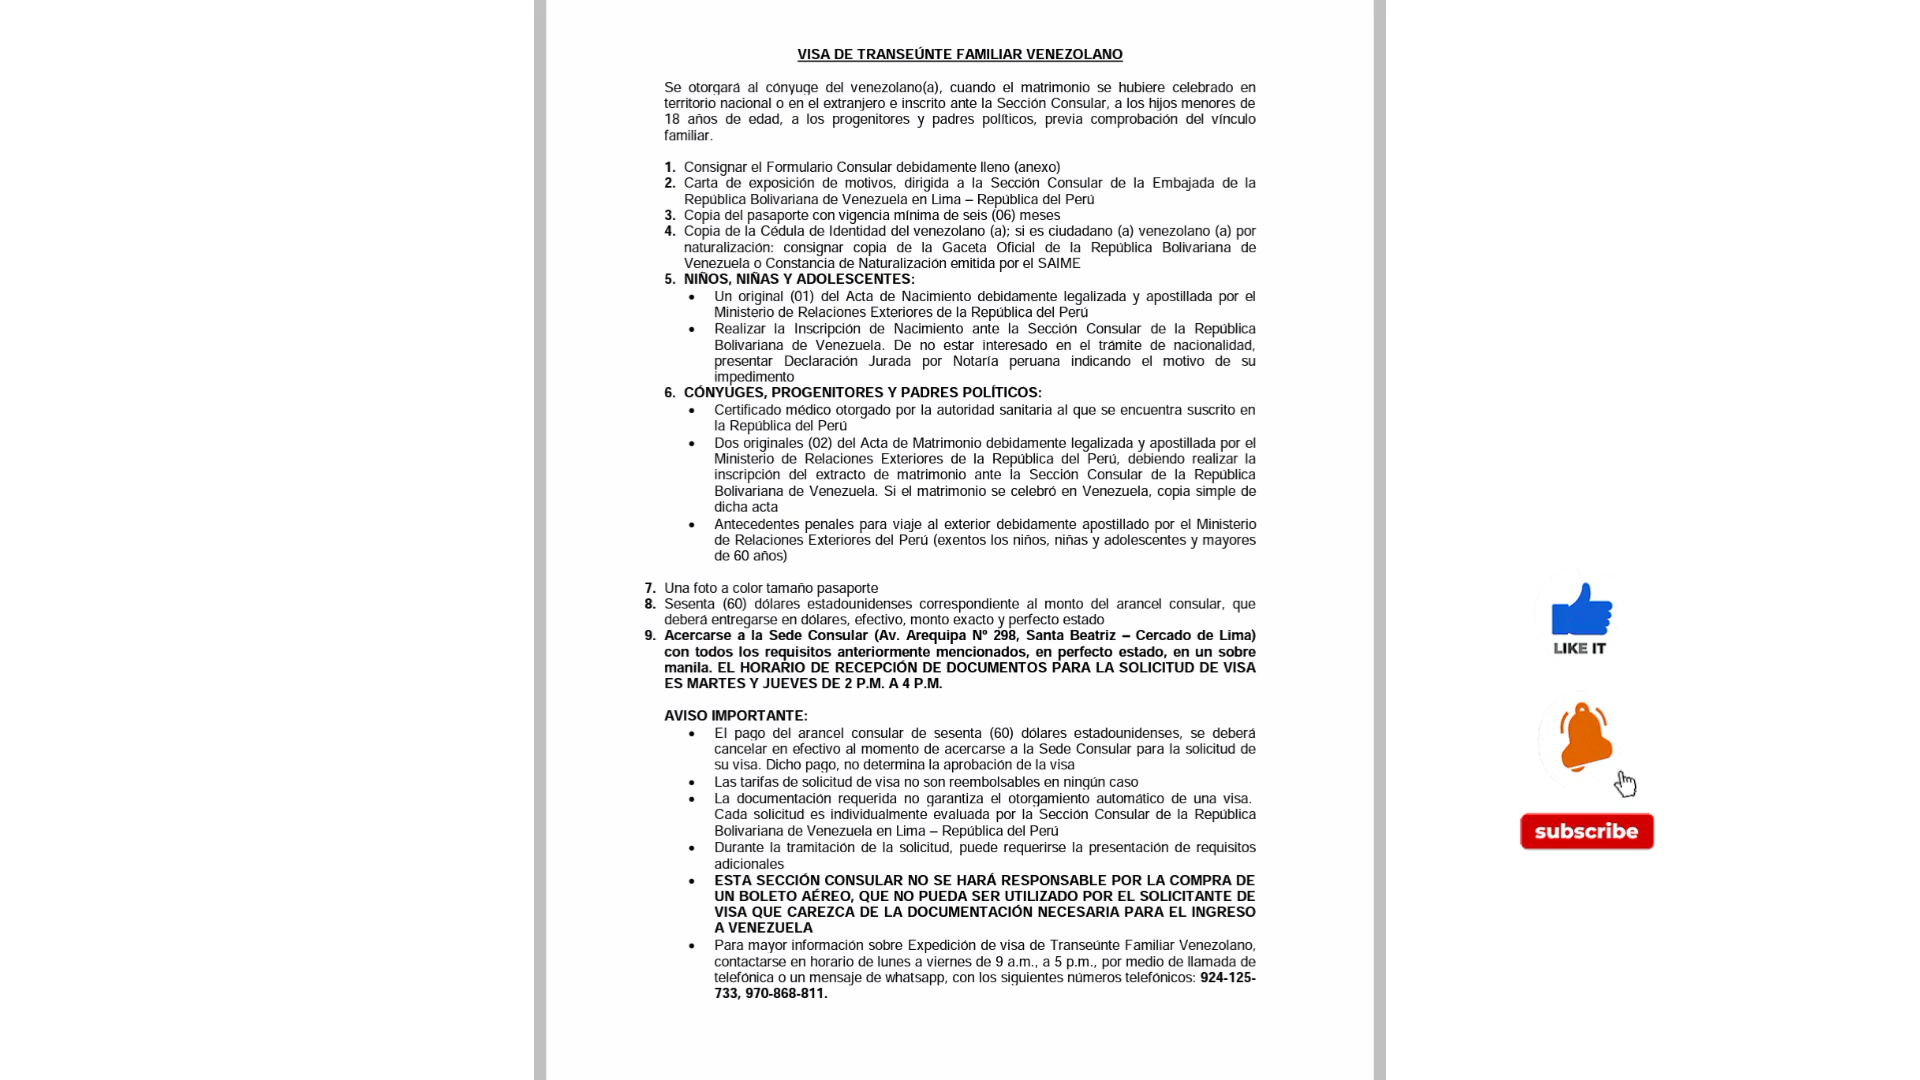 VISA DE TRANSEÚNTE FAMILIAR VENEZOLANO
Se otorgará al cónyuge del venezolano(a), cuando el matrimonio se hubiere celebrado en
territorio nacional o en el extranjero e inscrito ante la Sección Consular, a los hijos menores de
18 años de edad, a los progenitores y padres políticos, previa comprobación del vínculo
familiar.
1. Consignar el Formulario Consular debidamente lleno (anexo)
2. Carta de exposición de motivos, dirigida a la Sección Consular de la Embajada de la
República Bolivariana de Venezuela en Lima – República del Perú
3. Copia del pasaporte con vigencia mínima de seis (06) meses
4. Copia de la Cédula de Identidad del venezolano (a); si es ciudadano (a) venezolano (a) por
naturalización: consignar copia de la Gaceta Oficial de la República Bolivariana de
Venezuela o Constancia de Naturalización emitida por el SAIME
5. NIÑOS, NIÑAS Y ADOLESCENTES:
• Un original (01) del Acta de Nacimiento debidamente legalizada y apostillada por el
Ministerio de Relaciones Exteriores de la República del Perú
• Realizar la Inscripción de Nacimiento ante la Sección Consular de la República
Bolivariana de Venezuela. De no estar interesado en el trámite de nacionalidad,
presentar Declaración Jurada por Notaría peruana indicando el motivo de su
impedimento
6. CÓNYUGES, PROGENITORES Y PADRES POLÍTICOS:
• Certificado médico otorgado por la autoridad sanitaria al que se encuentra suscrito en
la República del Perú
• Dos originales (02) del Acta de Matrimonio debidamente legalizada y apostillada por el
Ministerio de Relaciones Exteriores de la República del Perú, debiendo realizar la
inscripción del extracto de matrimonio ante la Sección Consular de la República
Bolivariana de Venezuela. Si el matrimonio se celebró en Venezuela, copia simple de
dicha acta
• Antecedentes penales para viaje al exterior debidamente apostillado por el Ministerio
de Relaciones Exteriores del Perú (exentos los niños, niñas y adolescentes y mayores
de 60 años)
7. Una foto a color tamaño pasaporte
8. Sesenta (60) dólares estadounidenses correspondiente al monto del arancel consular, que
deberá entregarse en dólares, efectivo, monto exacto y perfecto estado
9. Acercarse a la Sede Consular (Av. Arequipa Nº 298, Santa Beatriz – Cercado de Lima)
con todos los requisitos anteriormente mencionados, en perfecto estado, en un sobre
manila. EL HORARIO DE RECEPCIÓN DE DOCUMENTOS PARA LA SOLICITUD DE VISA
ES MARTES Y JUEVES DE 2 P.M. A 4 P.M.
AVISO IMPORTANTE:
• El pago del arancel consular de sesenta (60) dólares estadounidenses, se deberá
cancelar en efectivo al momento de acercarse a la Sede Consular para la solicitud de
su visa. Dicho pago, no determina la aprobación de la visa
• Las tarifas de solicitud de visa no son reembolsables en ningún caso
• La documentación requerida no garantiza el otorgamiento automático de una visa.
Cada solicitud es individualmente evaluada por la Sección Consular de la República
Bolivariana de Venezuela en Lima – República del Perú
• Durante la tramitación de la solicitud, puede requerirse la presentación de requisitos
adicionales
• ESTA SECCIÓN CONSULAR NO SE HARÁ RESPONSABLE POR LA COMPRA DE
UN BOLETO AÉREO, QUE NO PUEDA SER UTILIZADO POR EL SOLICITANTE DE
VISA QUE CAREZCA DE LA DOCUMENTACIÓN NECESARIA PARA EL INGRESO
A VENEZUELA
• Para mayor información sobre Expedición de visa de Transeúnte Familiar Venezolano,
contactarse en horario de lunes a viernes de 9 a.m., a 5 p.m., por medio de llamada de
telefónica o un mensaje de whatsapp, con los siguientes números telefónicos: 924-125-
733, 970-868-811.
LIKE IT
subscribe